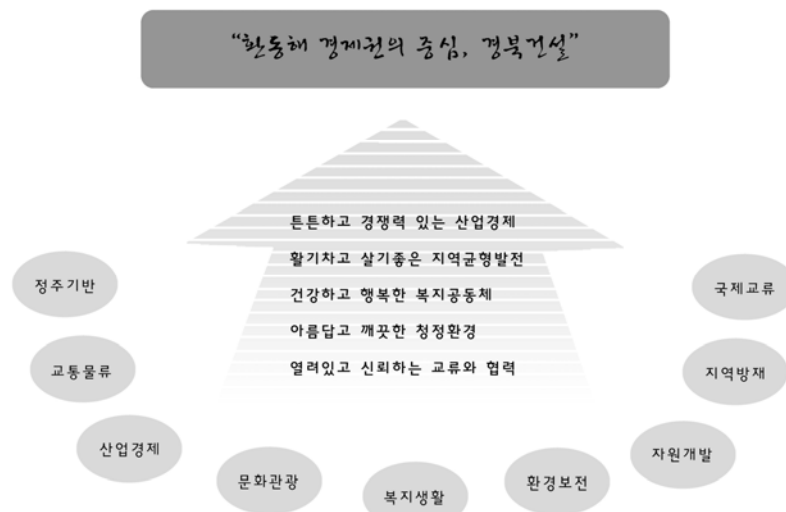 “환동해 경제권의 중심, 경북건설”
튼튼하고 경쟁력 있는 산업경제
활기차고 살기좋은 지역균형발전
건강하고 행복한 복지공동체
아름답고 깨끗한 청정환경
열려있고 신뢰하는 교류와 협력
정주기반
교통물류
산업경제
문화관광
복지생활
환경보전
자원개발
지역방재
국제교류